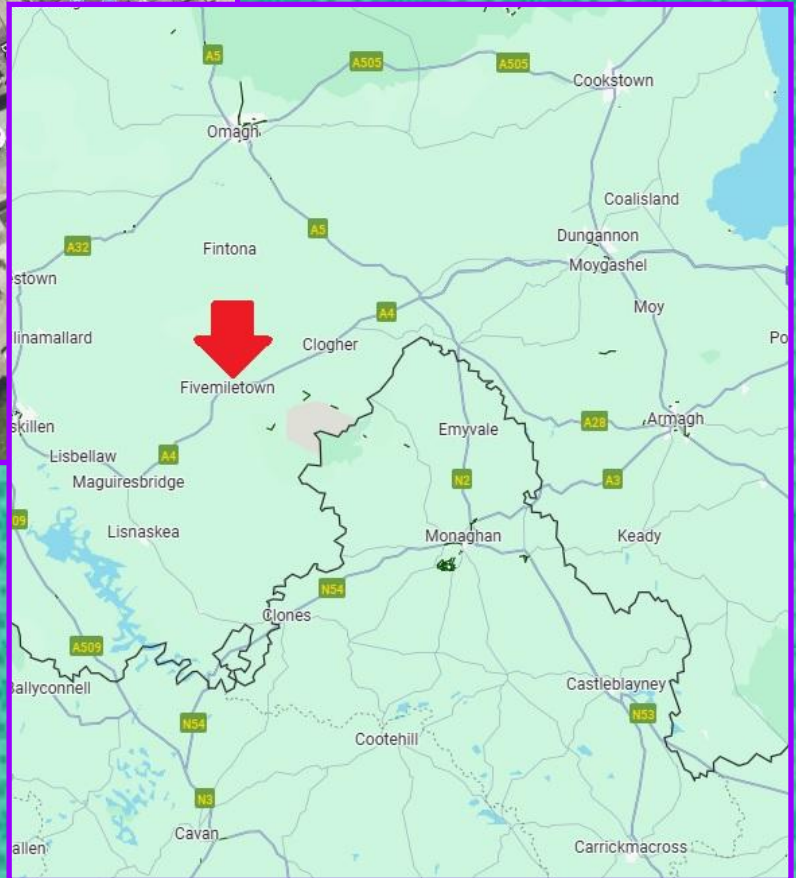 A5
A505
A505
Cookstown
Omagh
Coalisland
A5
Dungannon
A32
Fintona
Moygashel
estown
Moy
A4
linamallard
Clogher
Po
Fivemiletown
skillen
Armagh
A28
Emyvale
Lisbellaw
A4
Maguiresbridge
N2
A3
09
Lisnaskea
Monaghan
Keady
N54
Clones
A509
Ballyconnell
Castleblayney
N54
N53
Cootehill
N3
Cavan
allen
Carrickmacross